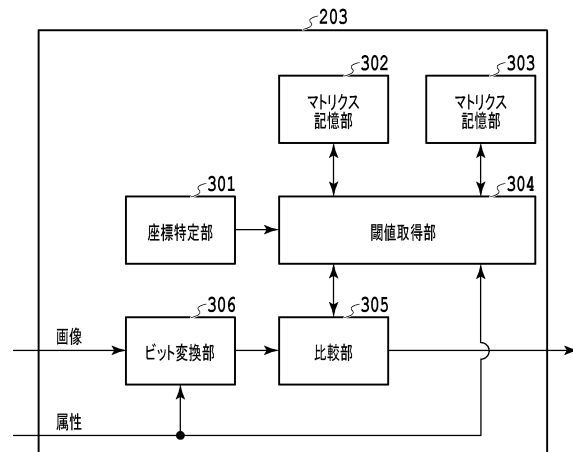 203
302
303
マトリクス
記憶部
マトリクス
記憶部
301
304
座標特定部
閾値取得部
306
305
画像
ビット変換部
比較部
属性